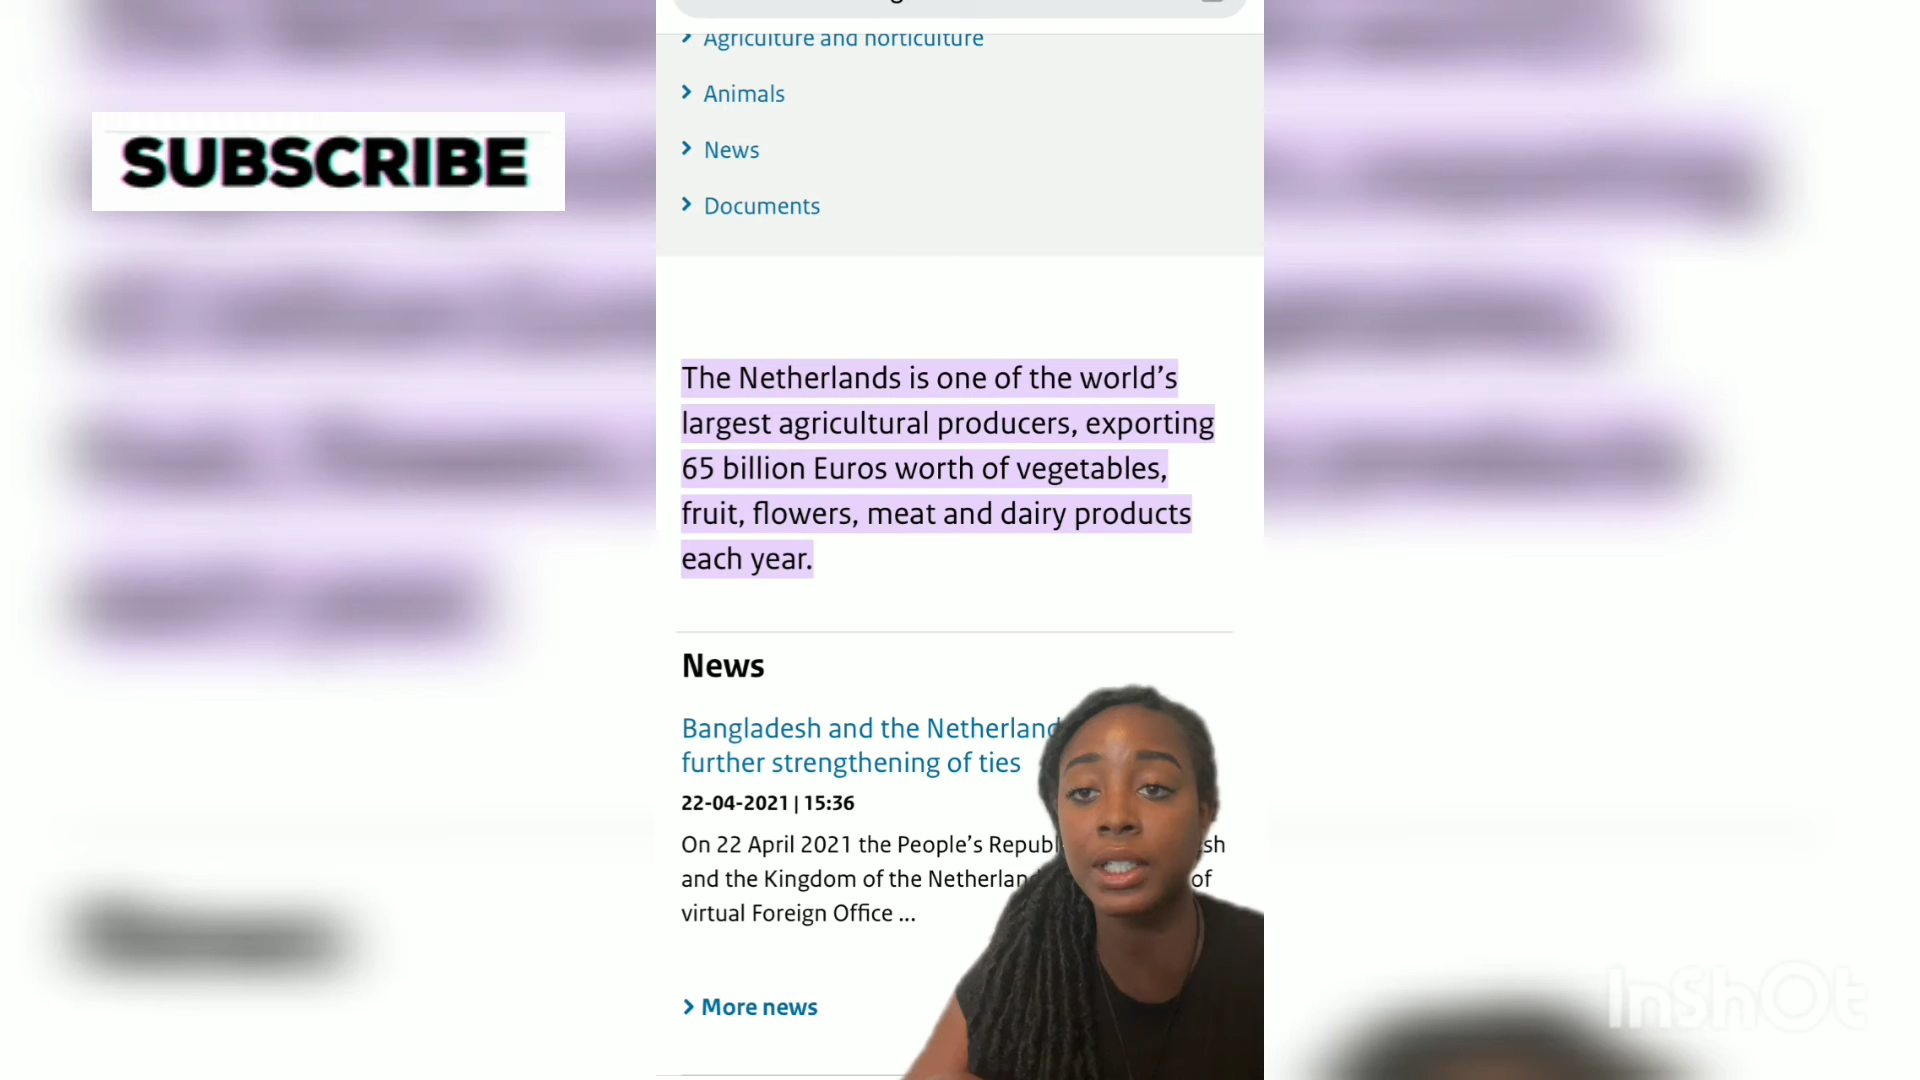 SUBSCRIBE
Agriculture and horticulture
Animals
News
Documents
The Netherlands is one of the world's
largest agricultural producers, exporting
65 billion Euros worth of vegetables,
fruit, flowers, meat and dairy products
each year.
News
Bangladesh and the Netherland
further strengthening of ties
22-04-2021 | 15:36
On 22 April 2021 the People's Republ sh
and the Kingdom of the Netherlan of
virtual Foreign Office ...
More news
InShOt